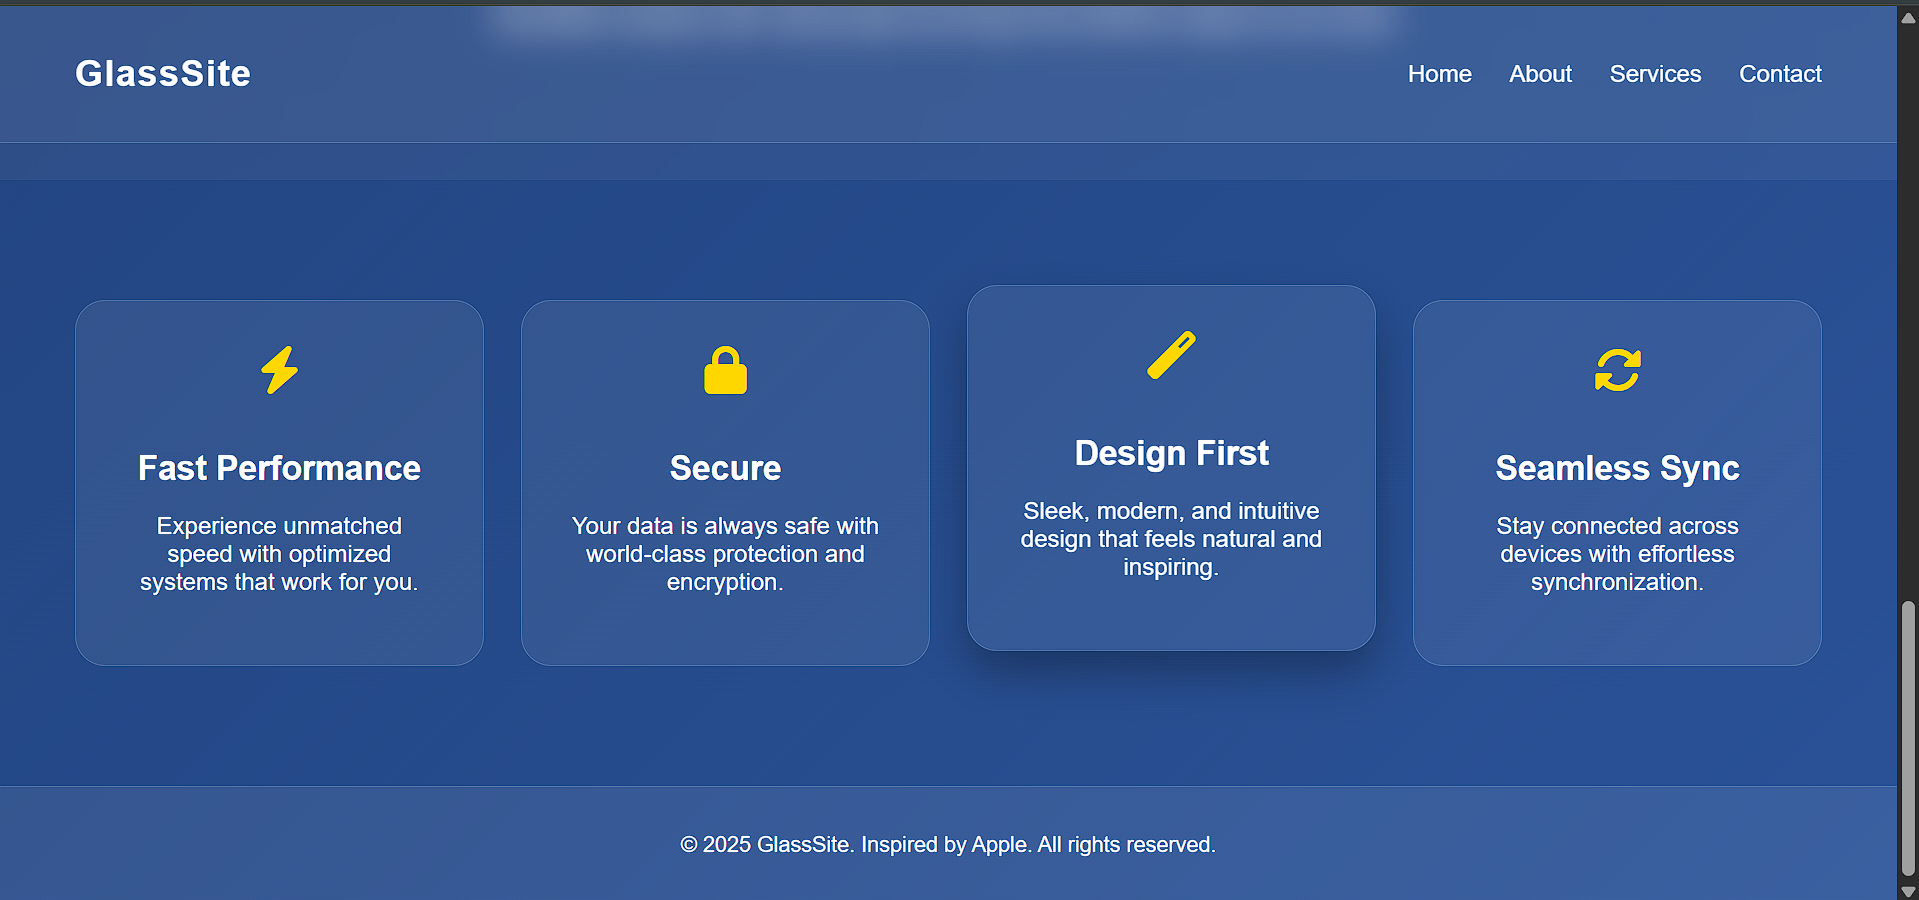 GlassSite
Home About Services Contact
Fast Performance
Experience unmatched
speed with optimized
systems that work for you.
Secure
Your data is always safe with
world-class protection and
encryption.
Design First
Sleek, modern, and intuitive
design that feels natural and
inspiring.
Seamless Sync
Stay connected across
devices with effortless
synchronization.
© 2025 GlassSite. Inspired by Apple. All rights reserved.